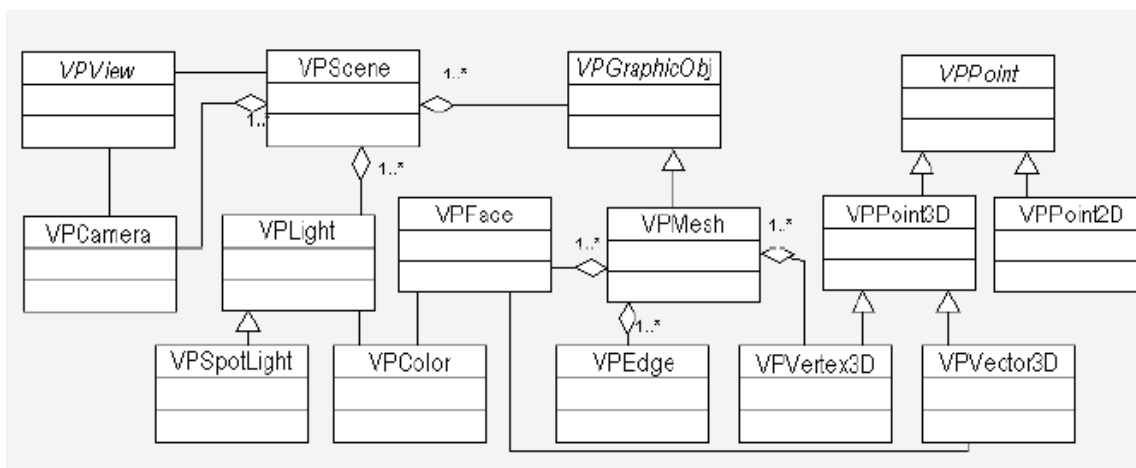 VPView
VPScene
VPGraphicObj
VPPoint
1..*
1..*
1..*
VPCamera
VPLight
VPFace
VPMesh
VPPoint3D
VPPoint2D
1..*
1..*
1..*
VPSpotLight
VPColor
VPEdge
VPVertex3D
VPVector3D